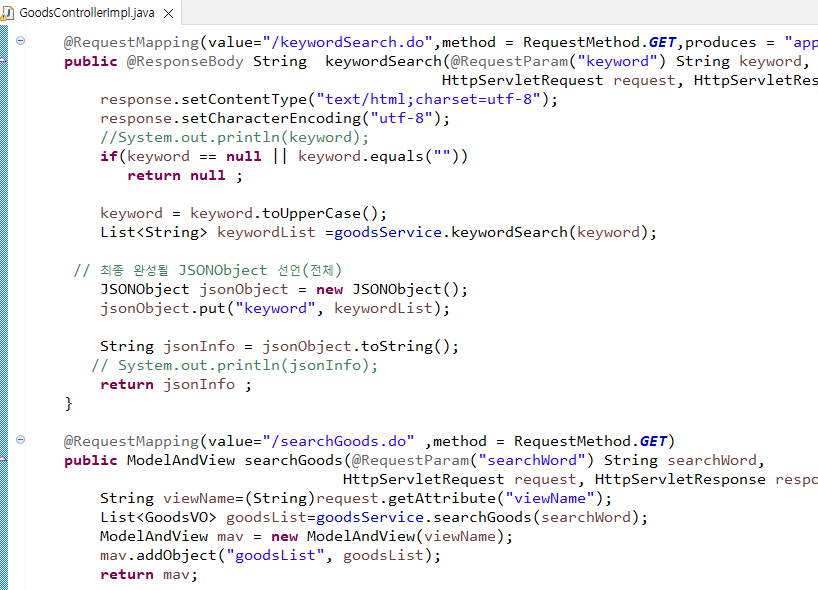 GoodsControllerImpl.java
@RequestMapping(value="/keywordSearch.do",method = RequestMethod.GET,produces = "app
public @ResponseBody String  keywordSearch(@RequestParam("keyword") String keyword,
HttpServletRequest request, HttpServletRes
response.setContentType("text/html;charset=utf-8");
response.setCharacterEncoding("utf-8");
//System.out.println(keyword);
if(keyword == null || keyword.equals(""))
return null ;
keyword = keyword.toUpperCase();
List<String> keywordList =goodsService.keywordSearch(keyword);
// 최종 완성될 JSONObject 선언(전체)
JSONObject jsonObject = new JSONObject();
jsonObject.put("keyword", keywordList);
String jsonInfo = jsonObject.toString();
// System.out.println(jsonInfo);
return jsonInfo ;
}
@RequestMapping(value="/searchGoods.do" ,method = RequestMethod.GET)
public ModelAndView searchGoods(@RequestParam("searchWord") String searchWord,
HttpServletRequest request, HttpServletResponse respo
String viewName=(String)request.getAttribute("viewName");
List<GoodsVO> goodsList=goodsService.searchGoods(searchWord);
ModelAndView mav = new ModelAndView(viewName);
mav.addObject("goodsList", goodsList);
return mav;